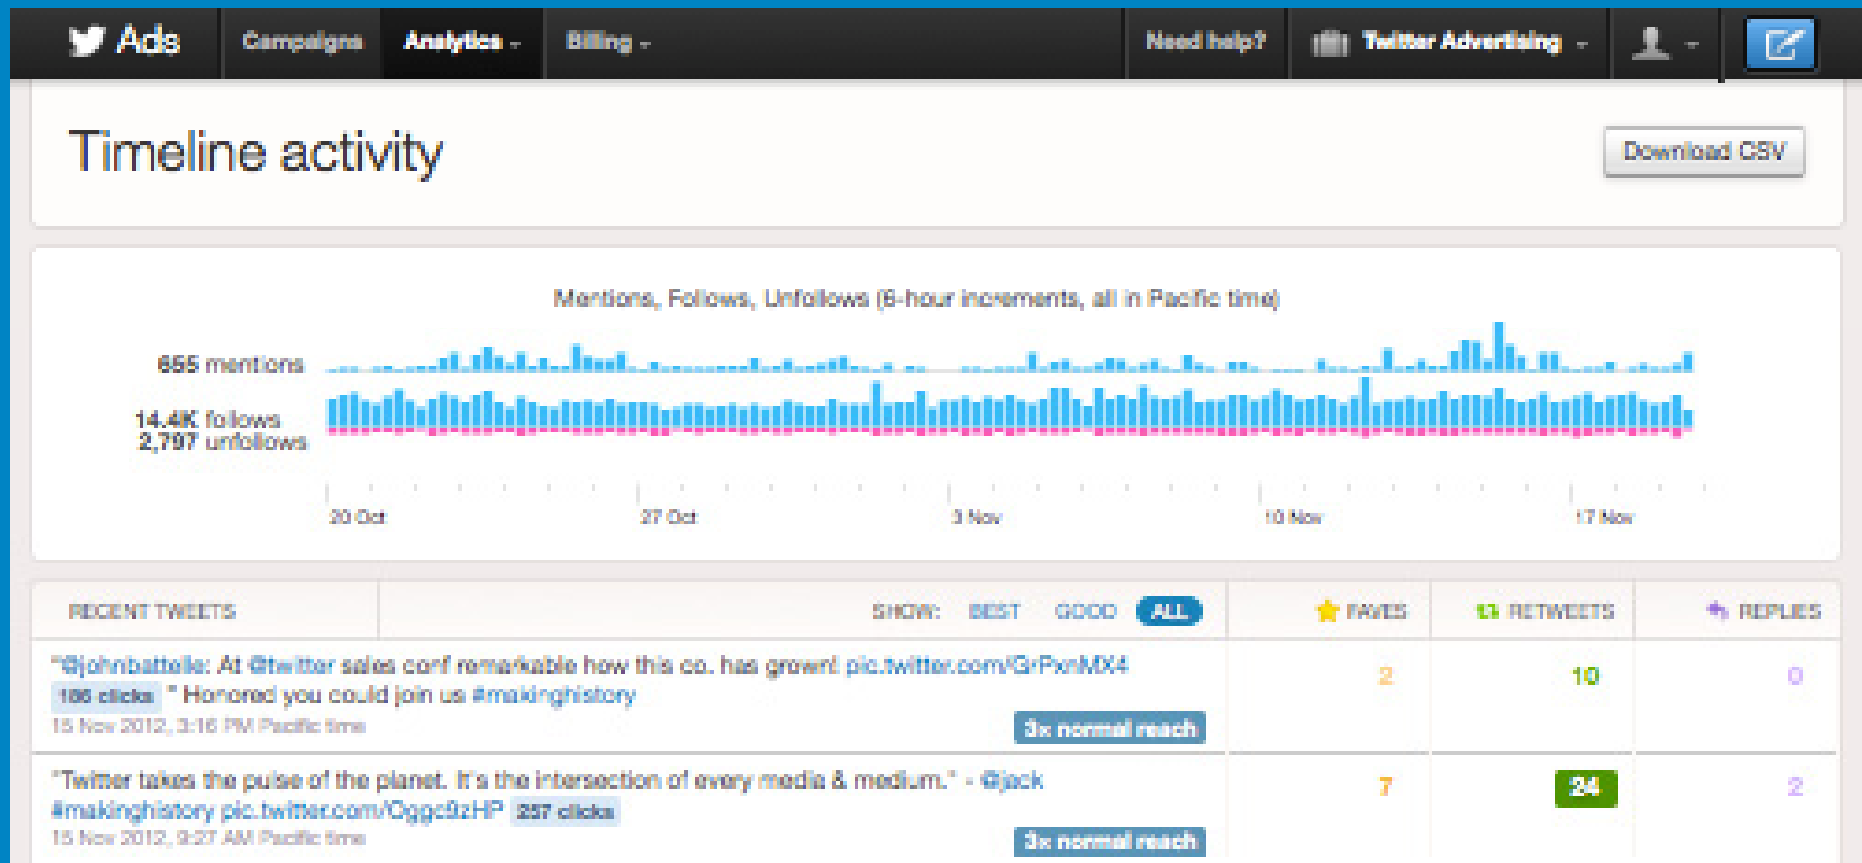 Ads Campaigns Analytics Billing Need help? Twitter Advertising
Timeline activity
Download CSV
Mentions, Follows, Unfollows (6-hour increments, all in Pacific time)
655 mentions
14.4K follows
2,797 unfollows
20 Oct 27 Oct 3 Nov 10 Nov 17 Nov
RECENT TWEETS SHOW: BEST GOOD ALL FAVES RETWEETS REPLIES
"@johnbattelle: At @twitter sales conf remarkable how this co. has grown! pic.twitter.com/GrPxnMX4
186 clicks " Honored you could join us #makinghistory
15 Nov 2012, 3:16 PM Pacific time
3x normal reach
2 10 0
"Twitter takes the pulse of the planet. It's the intersection of every media & medium." - @jack
#makinghistory pic.twitter.com/Oggc9zHP 257 clicks
15 Nov 2012, 9:27 AM Pacific time
3x normal reach
7 24 2